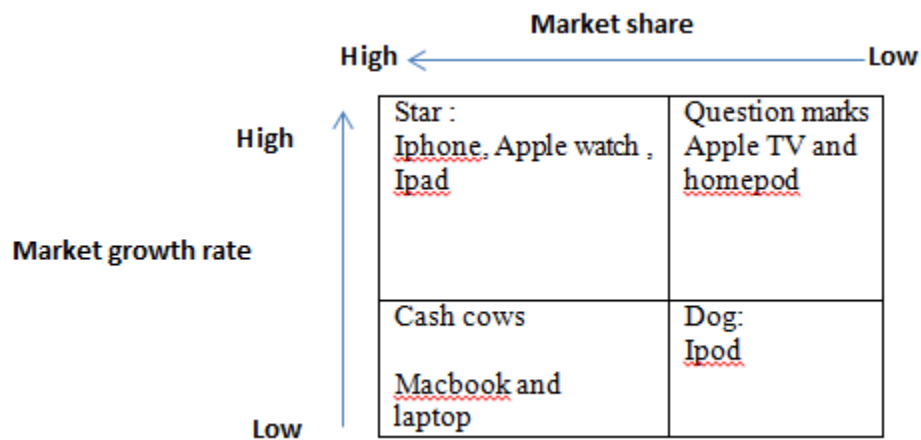 Market share
High
Low
High
Market growth rate
Low
Star :
Iphone, Apple watch ,
Ipad
Question marks
Apple TV and
homepod
Cash cows
Macbook and
laptop
Dog:
Ipod